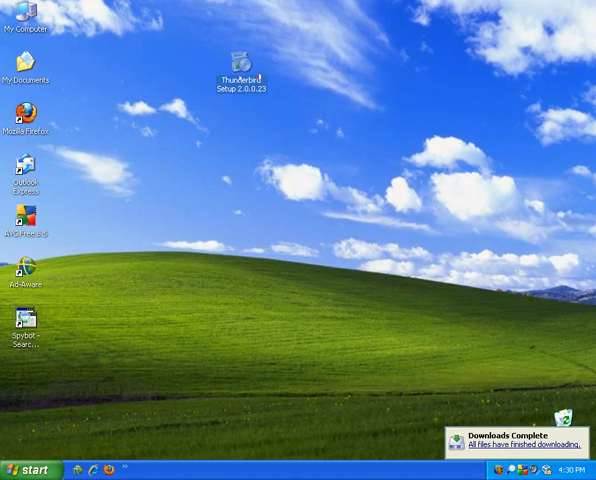 My Computer
My Documents
Mozilla Firefox
Outlook
Express
AVG Free 8.5
Ad-Aware
Spybot -
Searc...
Thunderbird
Setup 2.0.0.23
Downloads Complete
All files have finished downloading.
start
4:30 PM